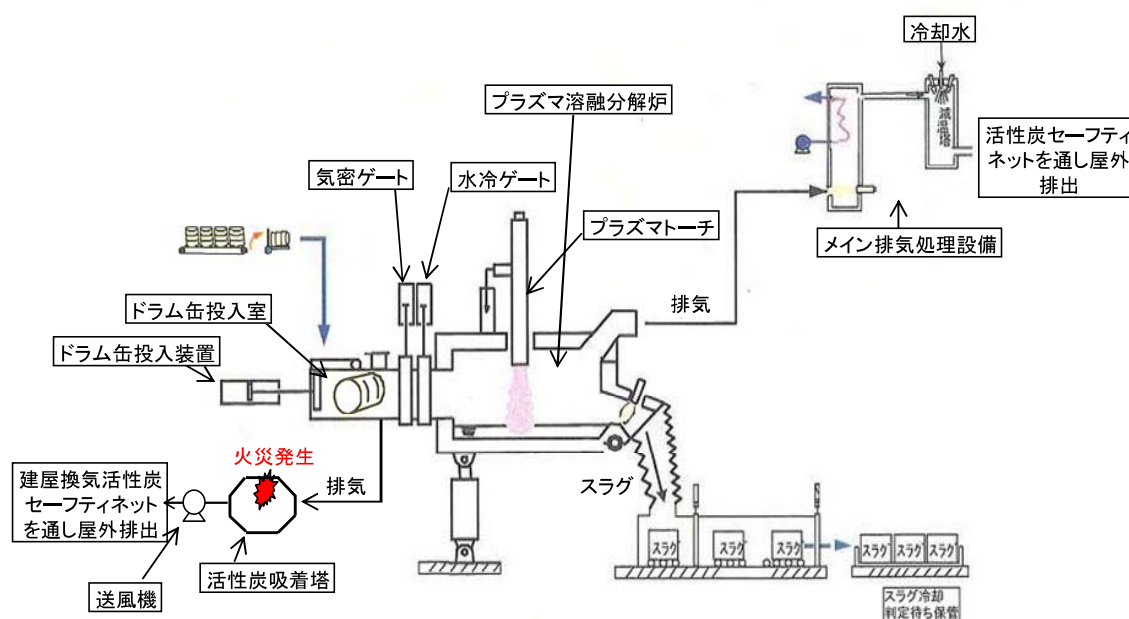 冷却水
プラズマ溶融分解炉
減温塔
活性炭セーフティ
ネットを通し屋外
排出
気密ゲート
水冷ゲート
プラズマトーチ
メイン排気処理設備
排気
ドラム缶投入室
ドラム缶投入装置
火災発生
建屋換気活性炭
セーフティネット
を通し屋外排出
排気
スラグ
活性炭吸着塔
送風機
スラグ
スラグ
スラグ
スラグ
スラグ
スラグ
スラグ冷却
判定待ち保管